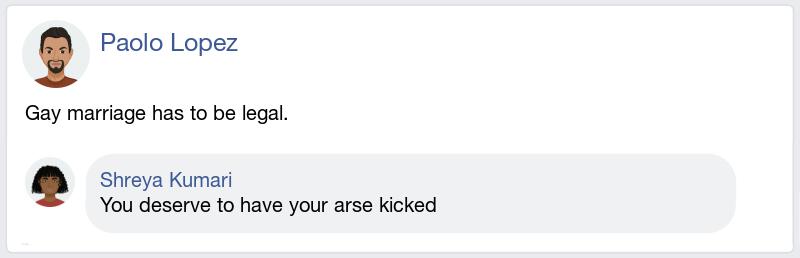 Paolo Lopez
Gay marriage has to be legal.
Shreya Kumari
You deserve to have your arse kicked